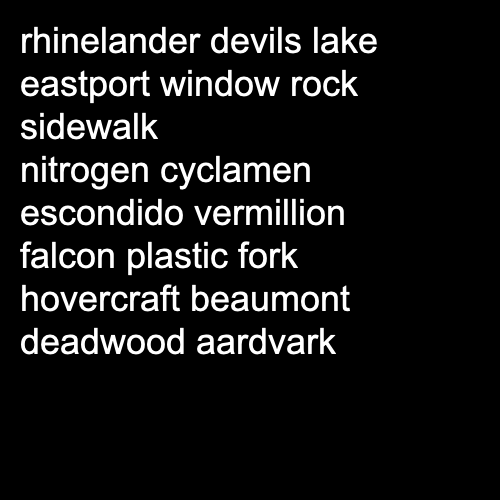 rhinelander devils lake
eastport window rock
sidewalk
nitrogen cyclamen
escondido vermillion
falcon plastic fork
hovercraft beaumont
deadwood aardvark